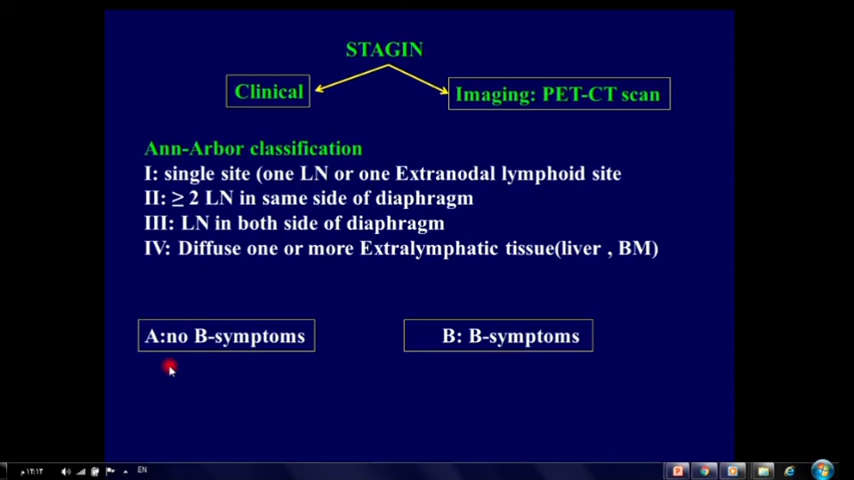 STAGIN
Clinical
Imaging: PET-CT scan
Ann-Arbor classification
I: single site (one LN or one Extranodal lymphoid site
II: ≥ 2 LN in same side of diaphragm
III: LN in both side of diaphragm
IV: Diffuse one or more Extralymphatic tissue(liver , BM)
A:no B-symptoms
B: B-symptoms
EN